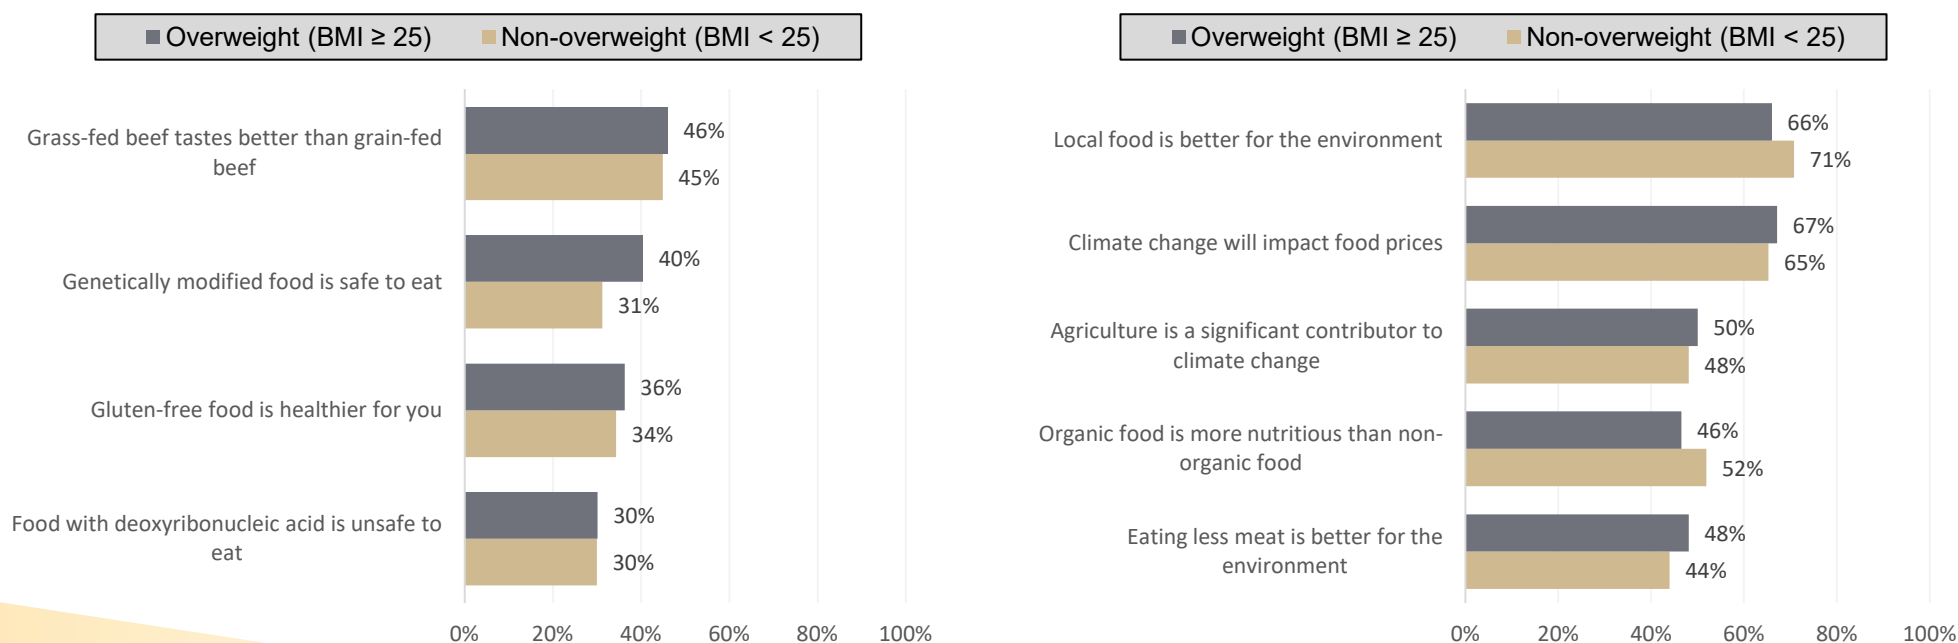 Overweight (BMI ≥ 25) Non-overweight (BMI < 25)
Grass-fed beef tastes better than grain-fed
beef
46%
45%
Genetically modified food is safe to eat
40%
31%
Gluten-free food is healthier for you
36%
34%
Food with deoxyribonucleic acid is unsafe to
eat
30%
30%
0% 20% 40% 60% 80% 100%
Overweight (BMI ≥ 25) Non-overweight (BMI < 25)
Local food is better for the environment
66%
71%
Climate change will impact food prices
67%
65%
Agriculture is a significant contributor to
climate change
50%
48%
Organic food is more nutritious than non-
organic food
46%
52%
Eating less meat is better for the
environment
48%
44%
0% 20% 40% 60% 80% 100%